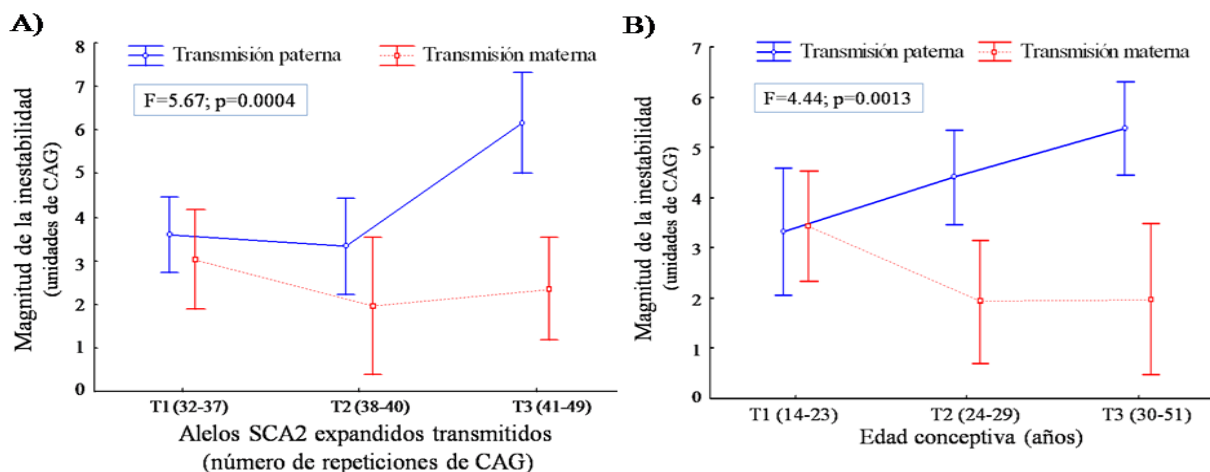 A)
Transmisión paterna
Transmisión materna
F=5.67; p=0.0004
Magnitud de la inestabilidad
(unidades de CAG)
8
7
6
5
4
3
2
1
0
T1 (32-37)
T2 (38-40)
T3 (41-49)
Alelos SCA2 expandidos transmitidos
(número de repeticiones de CAG)
B)
Transmisión paterna
Transmisión materna
F=4.44; p=0.0013
Magnitud de la inestabilidad
(unidades de CAG)
7
6
5
4
3
2
1
0
T1 (14-23)
T2 (24-29)
T3 (30-51)
Edad conceptiva (años)